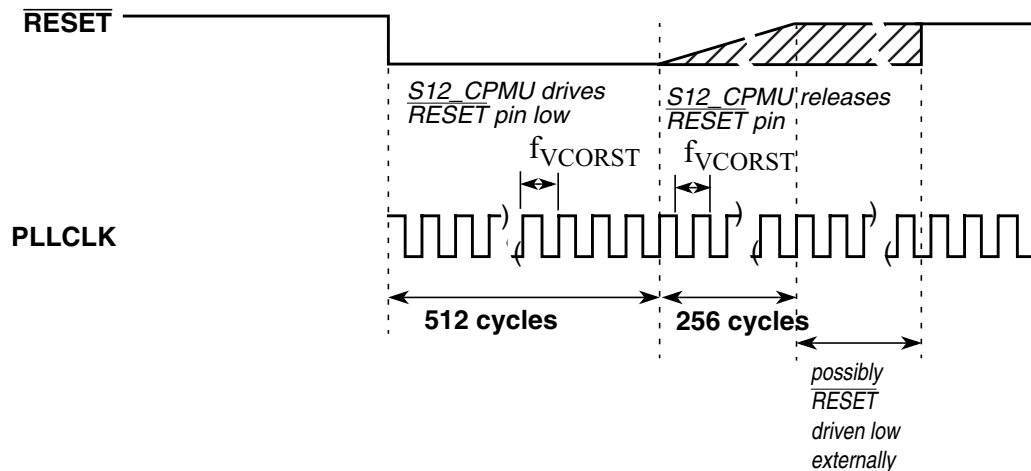 RESET
S12_CPMU drives
RESET pin low
S12_CPMU releases
RESET pin
fVCORST
fVCORST
PLLCLK
512 cycles
256 cycles
possibly
RESET
driven low
externally